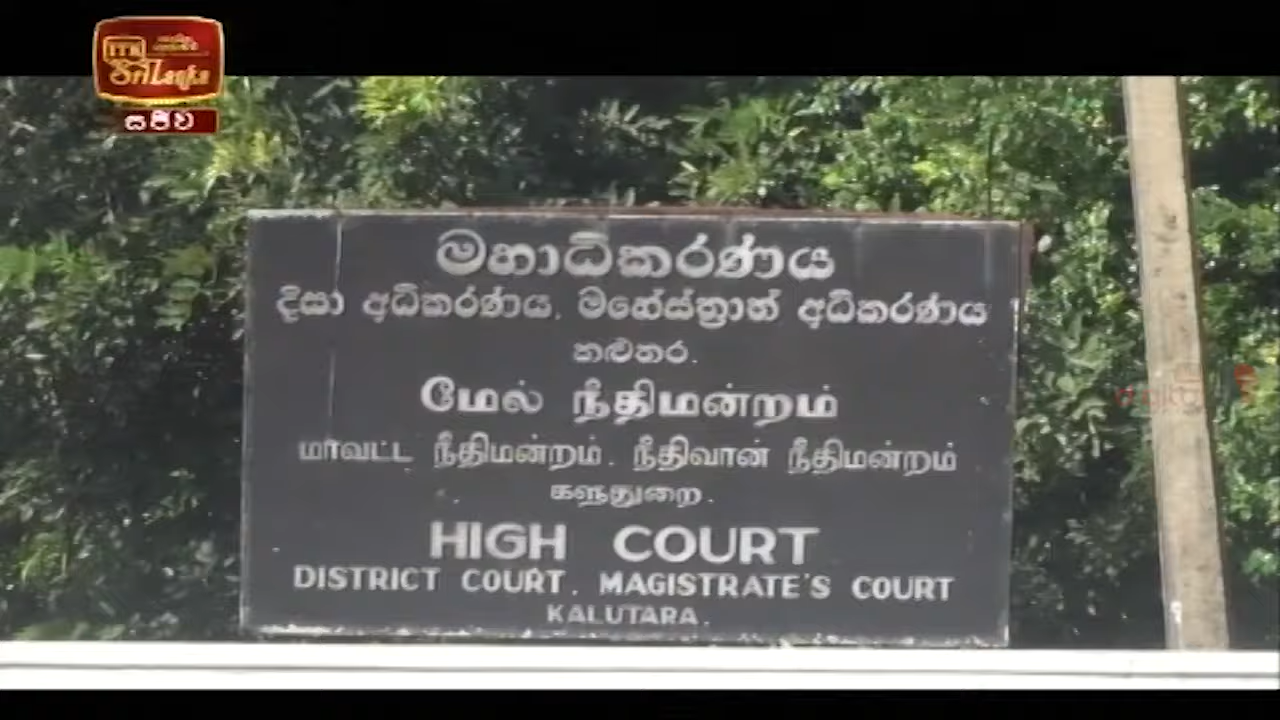 ITN
Sri Lanka
සජීව
මහාධිකරණය
දිසා අධිකරණය. මහේස්ත්‍රාත් අධිකරණය
කළුතර.
மேல் நீதிமன்றம்
மாவட்ட நீதிமன்றம். நீதிவான் நீதிமன்றம்
களுதுறை.
HIGH COURT
DISTRICT COURT. MAGISTRATE'S COURT
KALUTARA.